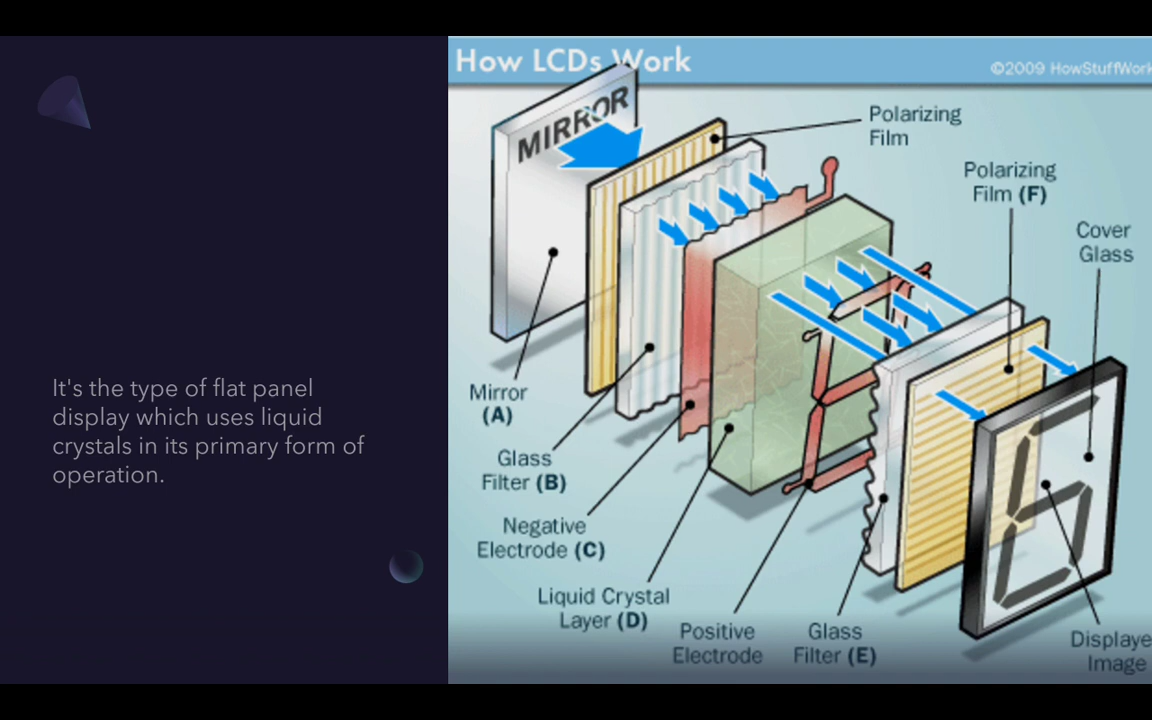 How LCDs Work
©2009 HowStuffWork
MIRROR
Polarizing
Film
Polarizing
Film (F)
Cover
Glass
It's the type of flat panel
display which uses liquid
crystals in its primary form of
operation.
Mirror
(A)
Glass
Filter (B)
Negative
Electrode (C)
Liquid Crystal
Layer (D)
Positive
Electrode
Glass
Filter (E)
Displaye
Image